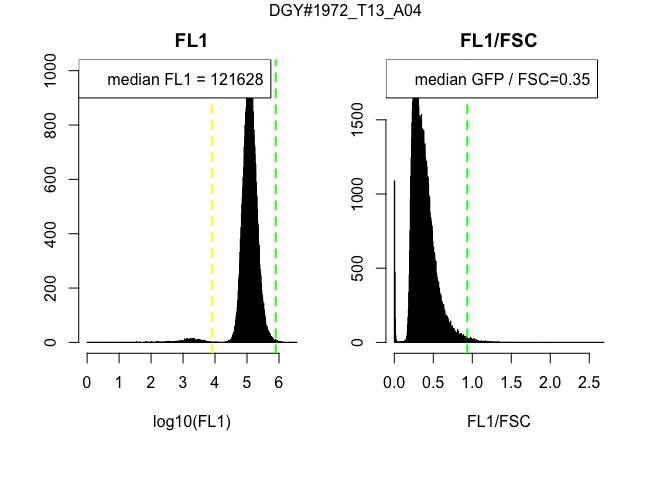 DGY#1972_T13_A04
FL1
median FL1 = 121628
0
200
400
600
800
1000
0 1 2 3 4 5 6
log10(FL1)
FL1/FSC
median GFP / FSC=0.35
0
500
1000
1500
0.0 0.5 1.0 1.5 2.0 2.5
FL1/FSC